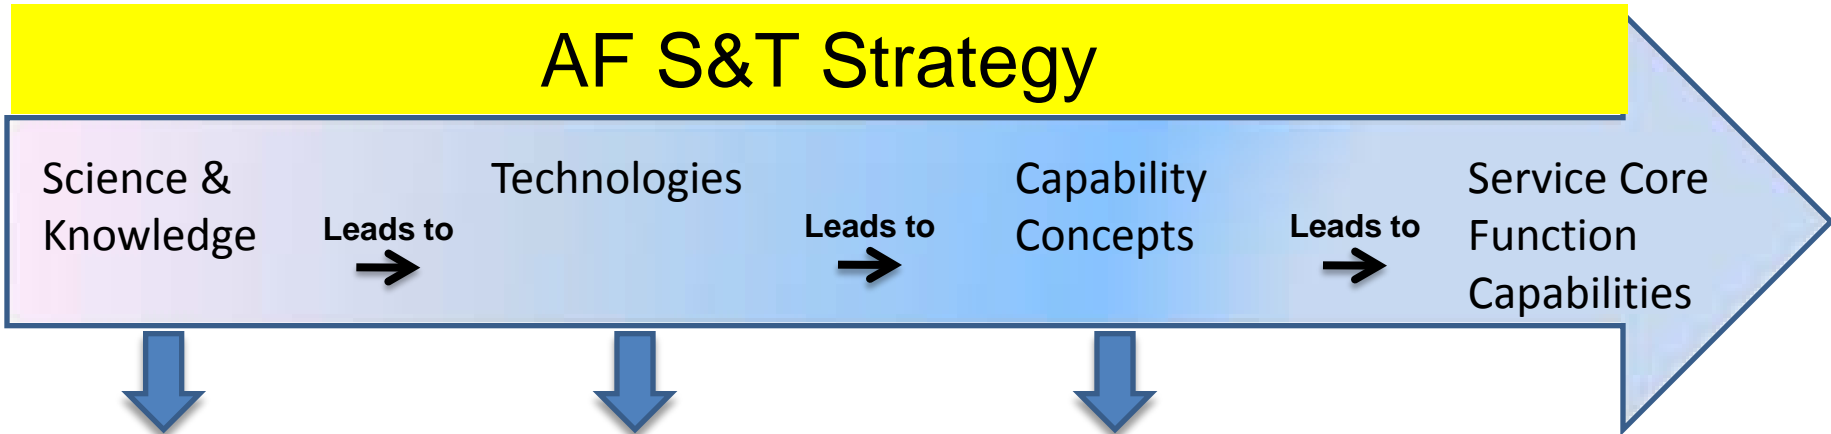 AF S&T Strategy
Science &
Knowledge
Leads to
Technologies
Leads to
Capability
Concepts
Leads to
Service Core
Function
Capabilities